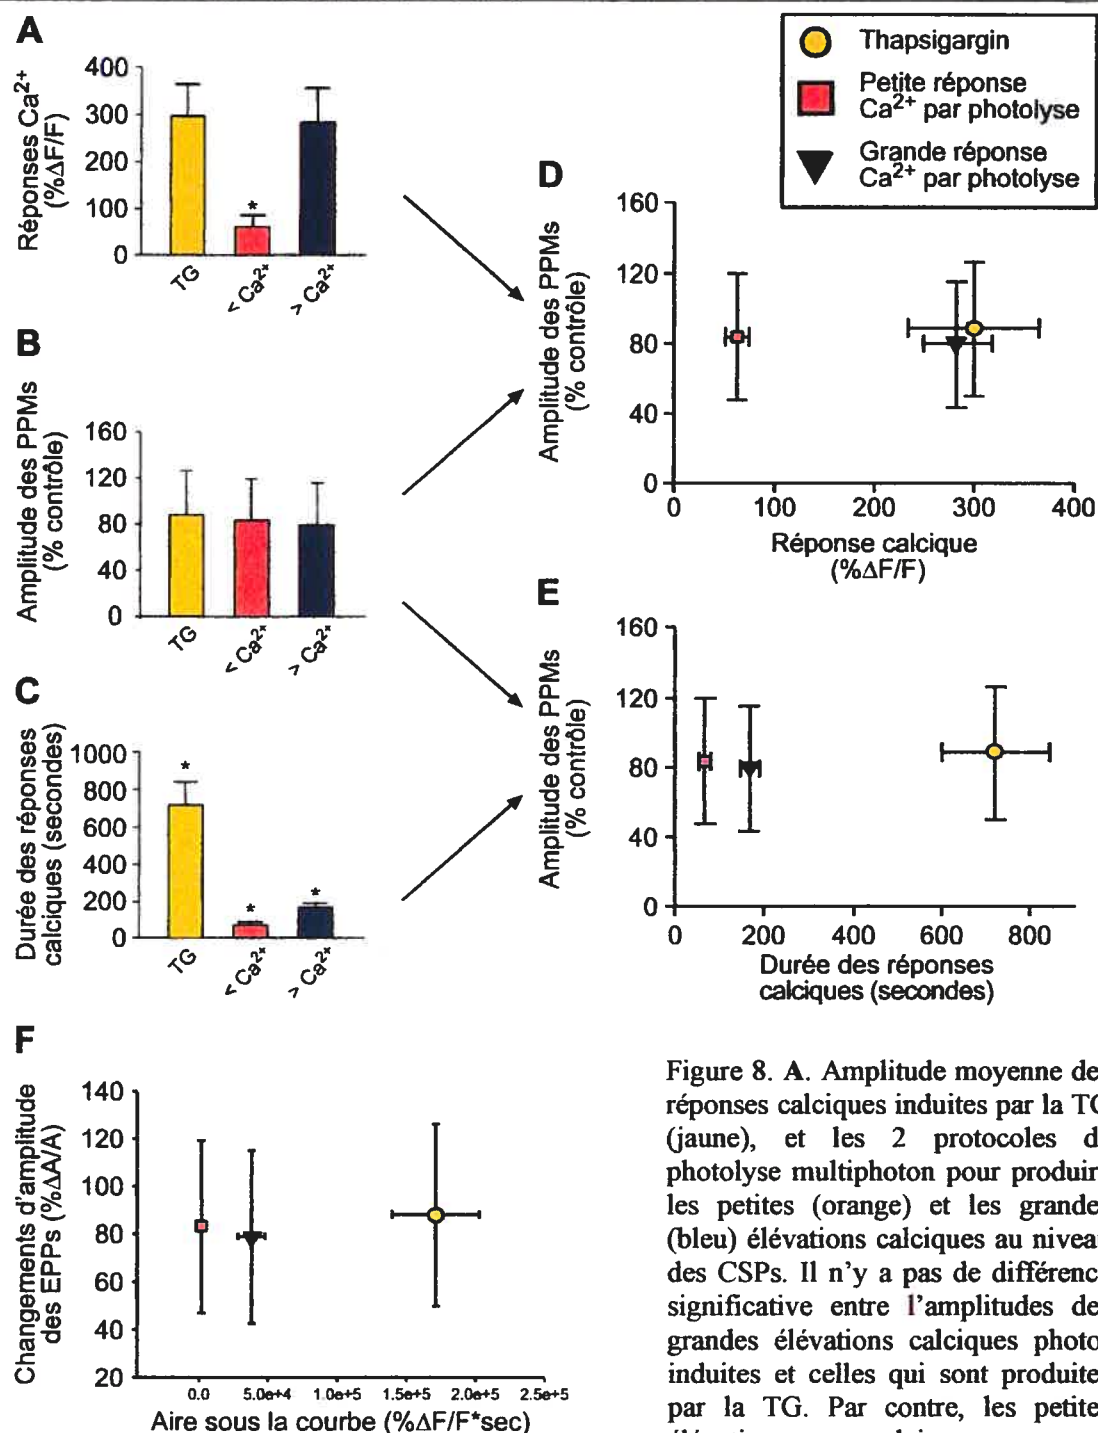 A
Réponses Ca²⁺
(%ΔF/F)
400
300
200
100
0
*
TG
< Ca²⁺
> Ca²⁺
B
Amplitude des PPMs
(% contrôle)
160
120
80
40
0
TG
< Ca²⁺
> Ca²⁺
C
Durée des réponses
calciques (secondes)
1000
800
600
400
200
0
*
*
*
TG
< Ca²⁺
> Ca²⁺
Thapsigargin
Petite réponse
Ca²⁺ par photolyse
Grande réponse
Ca²⁺ par photolyse
D
Amplitude des PPMs
(% contrôle)
160
120
80
40
0
0 100 200 300 400
Réponse calcique
(%ΔF/F)
E
Amplitude des PPMs
(% contrôle)
160
120
80
40
0
0 200 400 600 800
Durée des réponses
calciques (secondes)
F
Changements d'amplitude
des EPPs (%ΔA/A)
140
120
100
80
60
40
20
0.0 5.0e+4 1.0e+5 1.5e+5 2.0e+5 2.5e+5
Aire sous la courbe (%ΔF/F*sec)
Figure 8. A. Amplitude moyenne de
réponses calciques induites par la TG
(jaune), et les 2 protocoles d
photolyse multiphoton pour produir
les petites (orange) et les grande
(bleu) élévations calciques au nivea
des CSPs. Il n'y a pas de différenc
significative entre l'amplitudes de
grandes élévations calciques photo
induites et celles qui sont produite
par la TG. Par contre, les petite